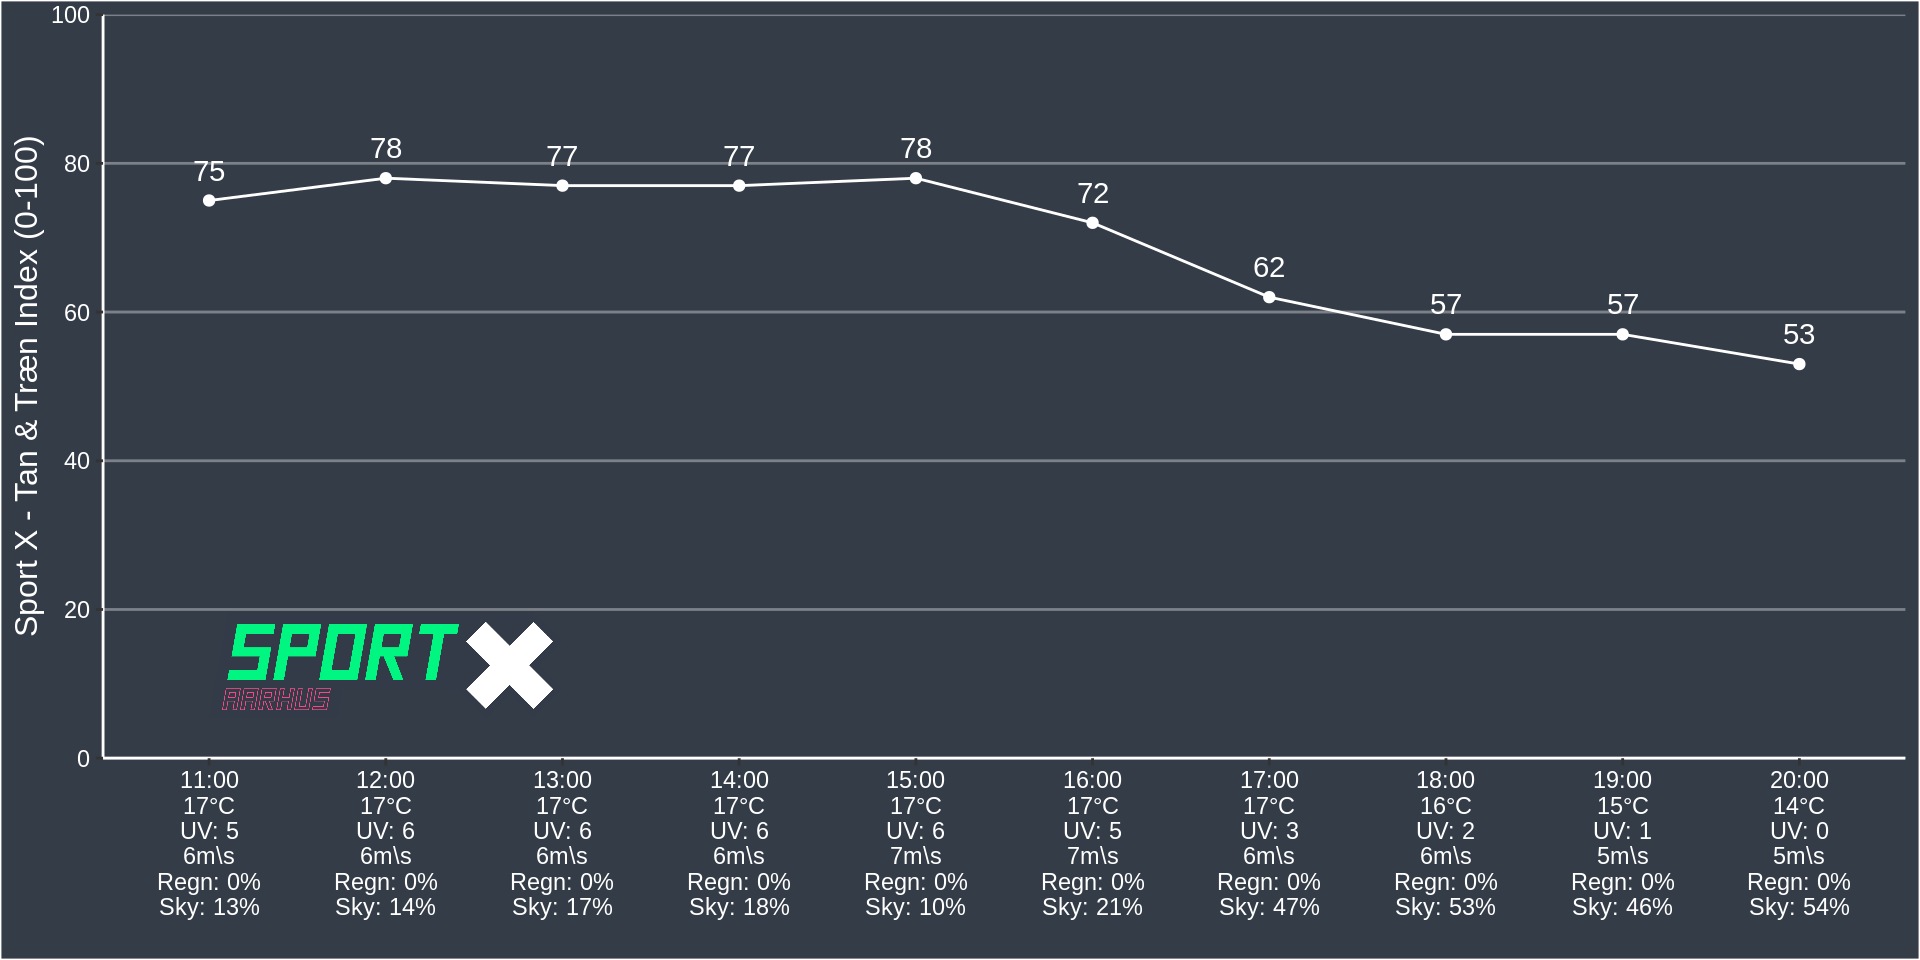 Sport X - Tan & Træn Index (0-100)
100
80
60
40
20
0
75
78
77
77
78
72
62
57
57
53
SPORT X
AARHUS
11:00
17°C
UV: 5
6m\s
Regn: 0%
Sky: 13%
12:00
17°C
UV: 6
6m\s
Regn: 0%
Sky: 14%
13:00
17°C
UV: 6
6m\s
Regn: 0%
Sky: 17%
14:00
17°C
UV: 6
6m\s
Regn: 0%
Sky: 18%
15:00
17°C
UV: 6
7m\s
Regn: 0%
Sky: 10%
16:00
17°C
UV: 5
7m\s
Regn: 0%
Sky: 21%
17:00
17°C
UV: 3
6m\s
Regn: 0%
Sky: 47%
18:00
16°C
UV: 2
6m\s
Regn: 0%
Sky: 53%
19:00
15°C
UV: 1
5m\s
Regn: 0%
Sky: 46%
20:00
14°C
UV: 0
5m\s
Regn: 0%
Sky: 54%